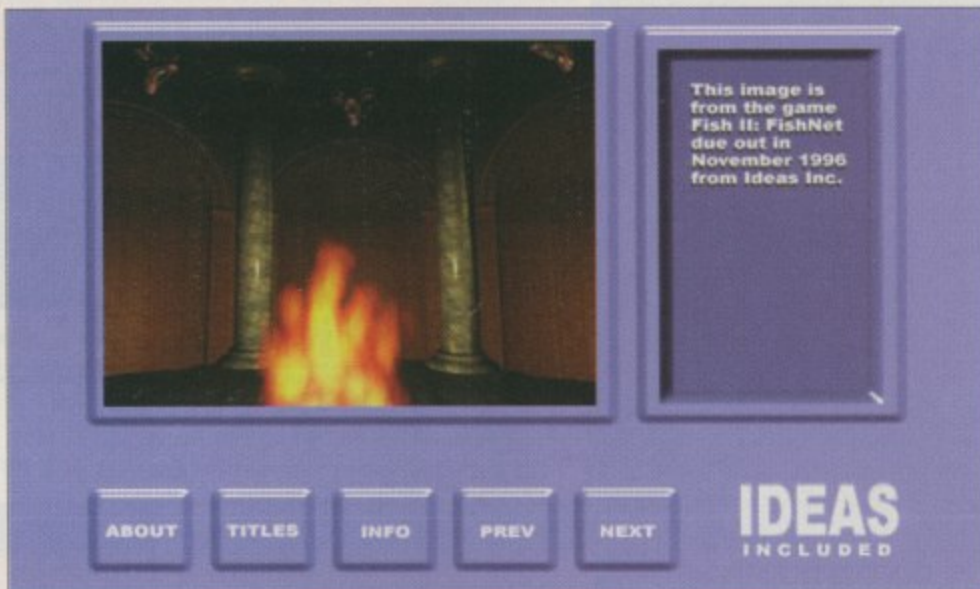 This image is
from the game
Fish II: FishNet
due out in
November 1996
from Ideas Inc.
ABOUT
TITLES
INFO
PREV
NEXT
IDEAS
INCLUDED